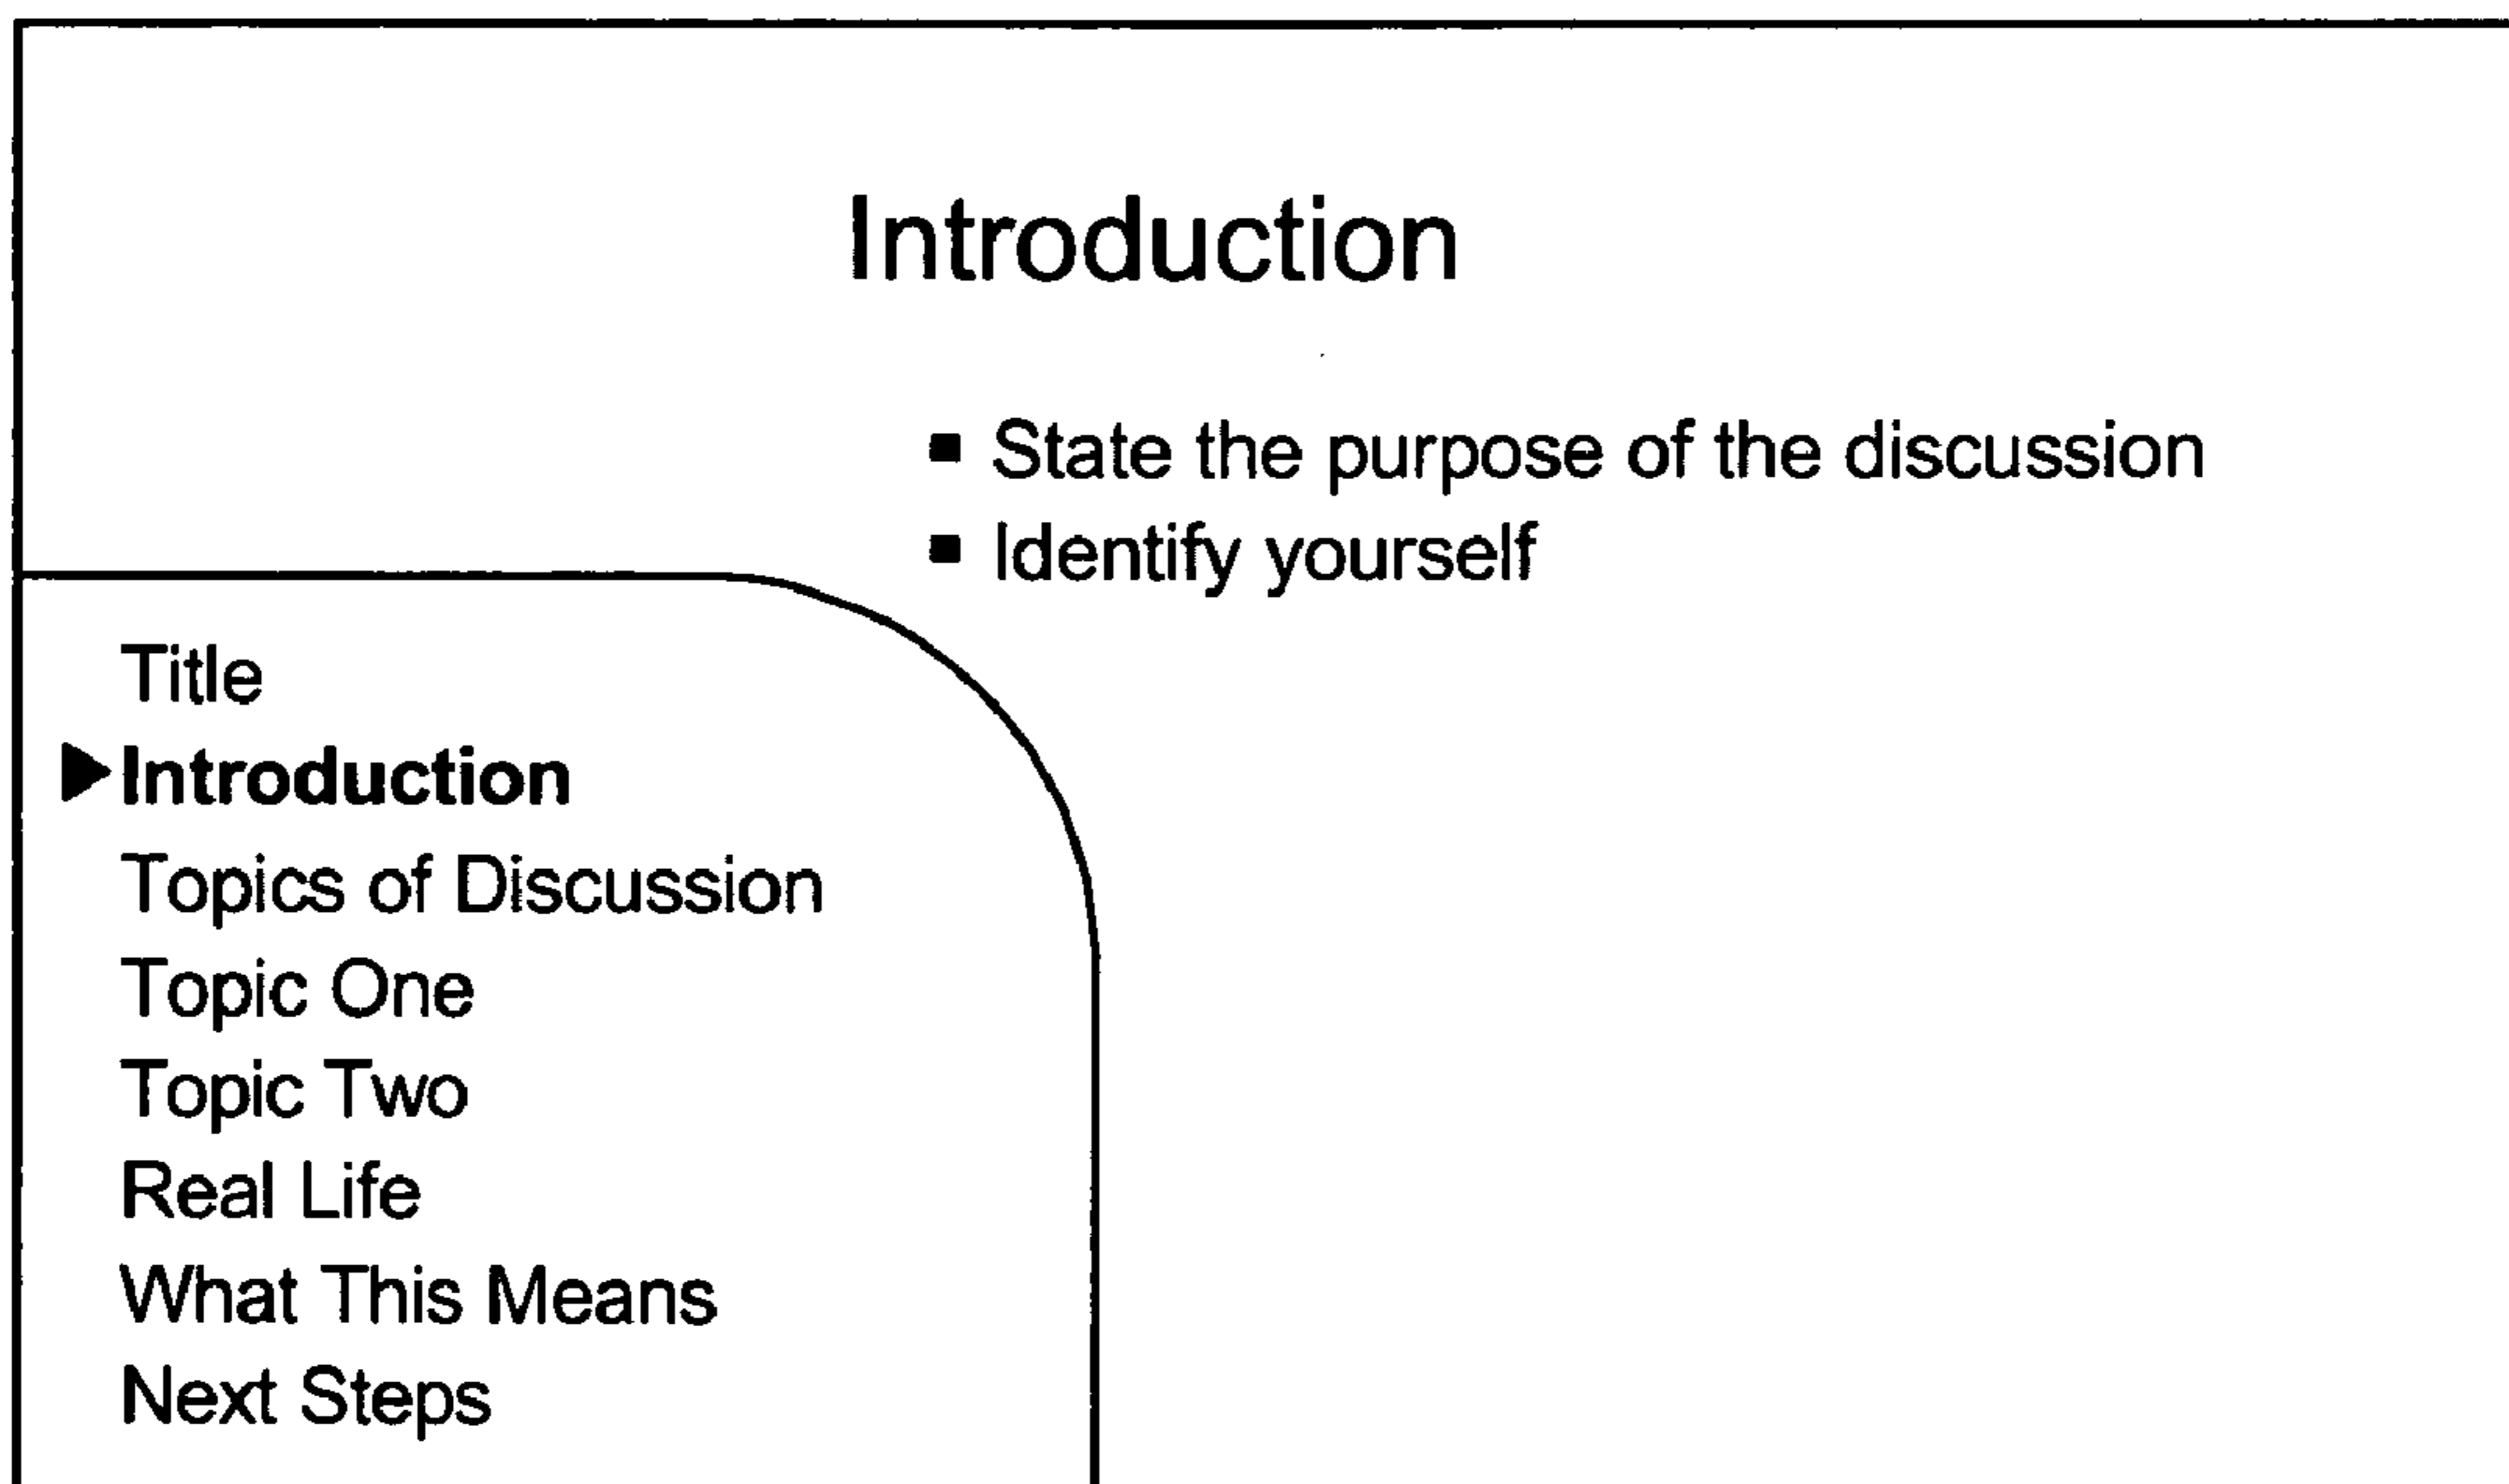 Introduction
▪ State the purpose of the discussion
▪ Identify yourself
Title
Introduction
Topics of Discussion
Topic One
Topic Two
Real Life
What This Means
Next Steps